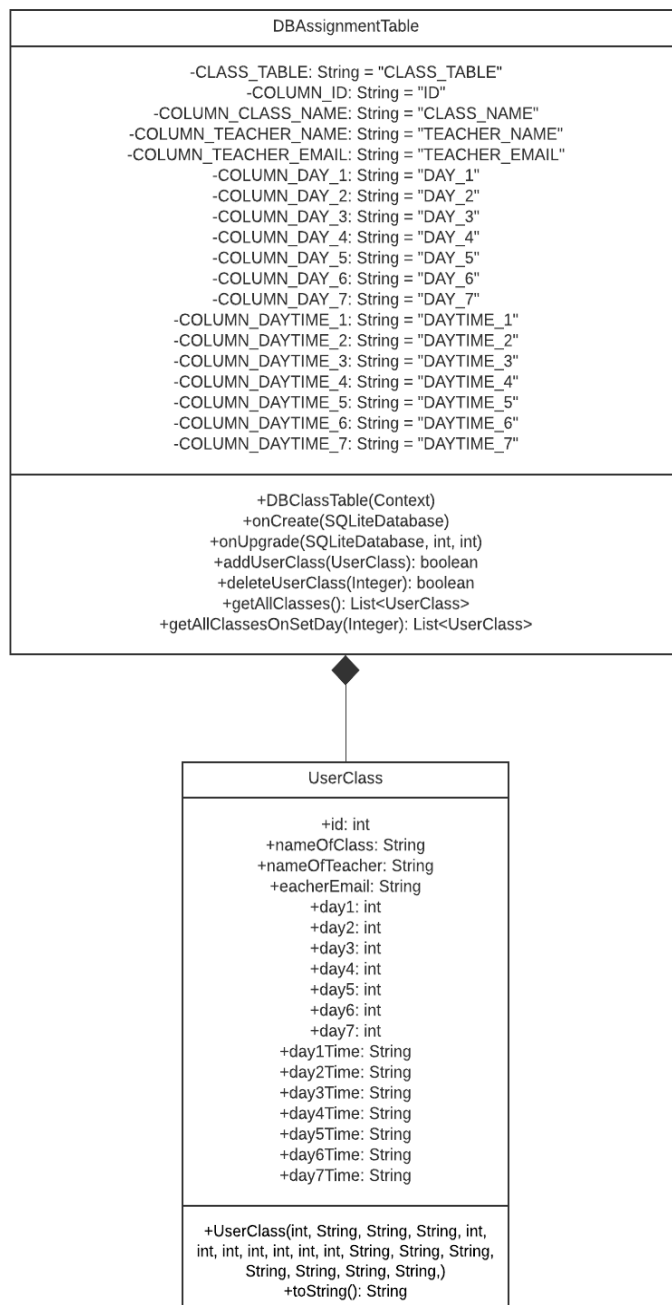 DBAssignmentTable
-CLASS_TABLE: String = "CLASS_TABLE"
-COLUMN_ID: String = "ID"
-COLUMN_CLASS_NAME: String = "CLASS_NAME"
-COLUMN_TEACHER_NAME: String = "TEACHER_NAME"
-COLUMN_TEACHER_EMAIL: String = "TEACHER_EMAIL"
-COLUMN_DAY_1: String = "DAY_1"
-COLUMN_DAY_2: String = "DAY_2"
-COLUMN_DAY_3: String = "DAY_3"
-COLUMN_DAY_4: String = "DAY_4"
-COLUMN_DAY_5: String = "DAY_5"
-COLUMN_DAY_6: String = "DAY_6"
-COLUMN_DAY_7: String = "DAY_7"
-COLUMN_DAYTIME_1: String = "DAYTIME_1"
-COLUMN_DAYTIME_2: String = "DAYTIME_2"
-COLUMN_DAYTIME_3: String = "DAYTIME_3"
-COLUMN_DAYTIME_4: String = "DAYTIME_4"
-COLUMN_DAYTIME_5: String = "DAYTIME_5"
-COLUMN_DAYTIME_6: String = "DAYTIME_6"
-COLUMN_DAYTIME_7: String = "DAYTIME_7"
+DBClassTable(Context)
+onCreate(SQLiteDatabase)
+onUpgrade(SQLiteDatabase, int, int)
+addUserClass(UserClass): boolean
+deleteUserClass(Integer): boolean
+getAllClasses(): List<UserClass>
+getAllClassesOnSetDay(Integer): List<UserClass>
UserClass
+id: int
+nameOfClass: String
+nameOfTeacher: String
+eacherEmail: String
+day1: int
+day2: int
+day3: int
+day4: int
+day5: int
+day6: int
+day7: int
+day1Time: String
+day2Time: String
+day3Time: String
+day4Time: String
+day5Time: String
+day6Time: String
+day7Time: String
+UserClass(int, String, String, String, int,
int, int, int, int, int, int, String, String, String,
String, String, String, String,)
+toString(): String